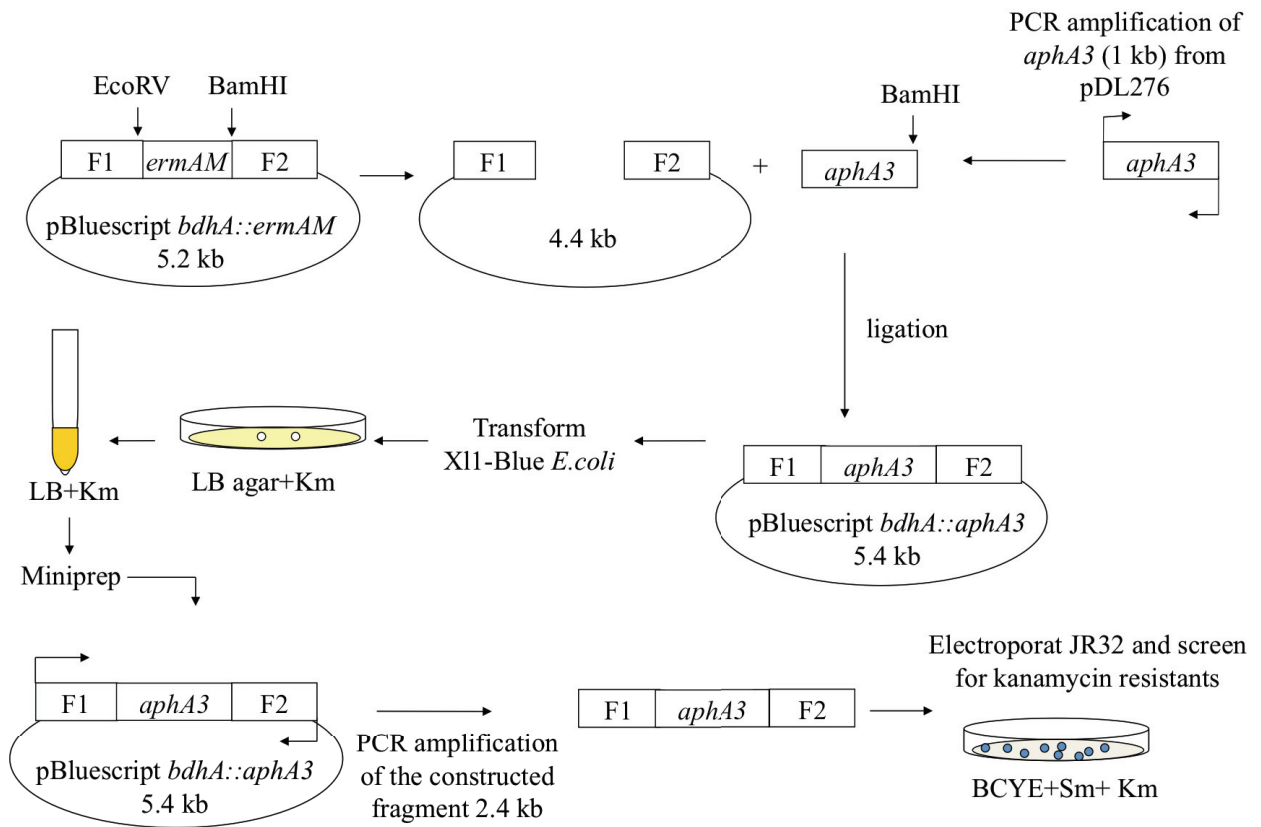 PCR amplification of
aphA3 (1 kb) from
pDL276
EcoRV
BamHI
BamHI
F1
ermAM
F2
pBluescript bdhA::ermAM
5.2 kb
F1
F2
4.4 kb
+
aphA3
aphA3
ligation
F1
aphA3
F2
pBluescript bdhA::aphA3
5.4 kb
Transform
Xl1-Blue E.coli
LB agar+Km
LB+Km
Miniprep
F1
aphA3
F2
pBluescript bdhA::aphA3
5.4 kb
PCR amplification
of the constructed
fragment 2.4 kb
F1
aphA3
F2
Electroporat JR32 and screen
for kanamycin resistants
BCYE+Sm+ Km